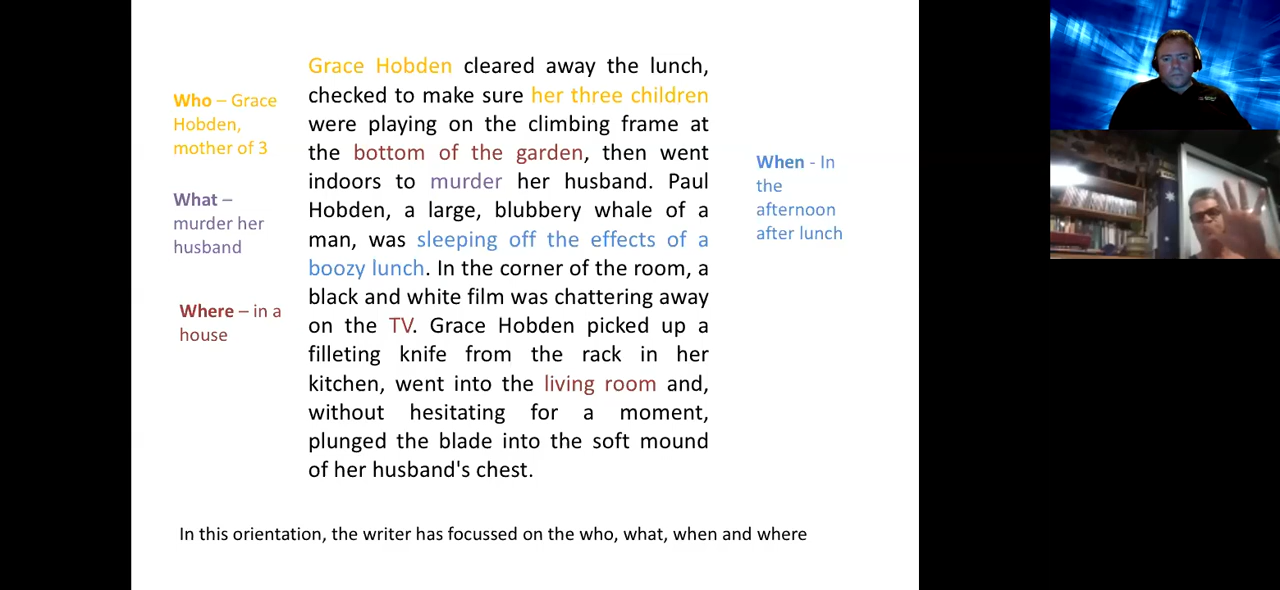 Grace Hobden cleared away the lunch,
checked to make sure her three children
were playing on the climbing frame at
the bottom of the garden, then went
indoors to murder her husband. Paul
Hobden, a large, blubbery whale of a
man, was sleeping off the effects of a
boozy lunch. In the corner of the room, a
black and white film was chattering away
on the TV. Grace Hobden picked up a
filleting knife from the rack in her
kitchen, went into the living room and,
without hesitating for a moment,
plunged the blade into the soft mound
of her husband's chest.
Who – Grace
Hobden,
mother of 3
What –
murder her
husband
Where – in a
house
When - In
the
afternoon
after lunch
In this orientation, the writer has focussed on the who, what, when and where